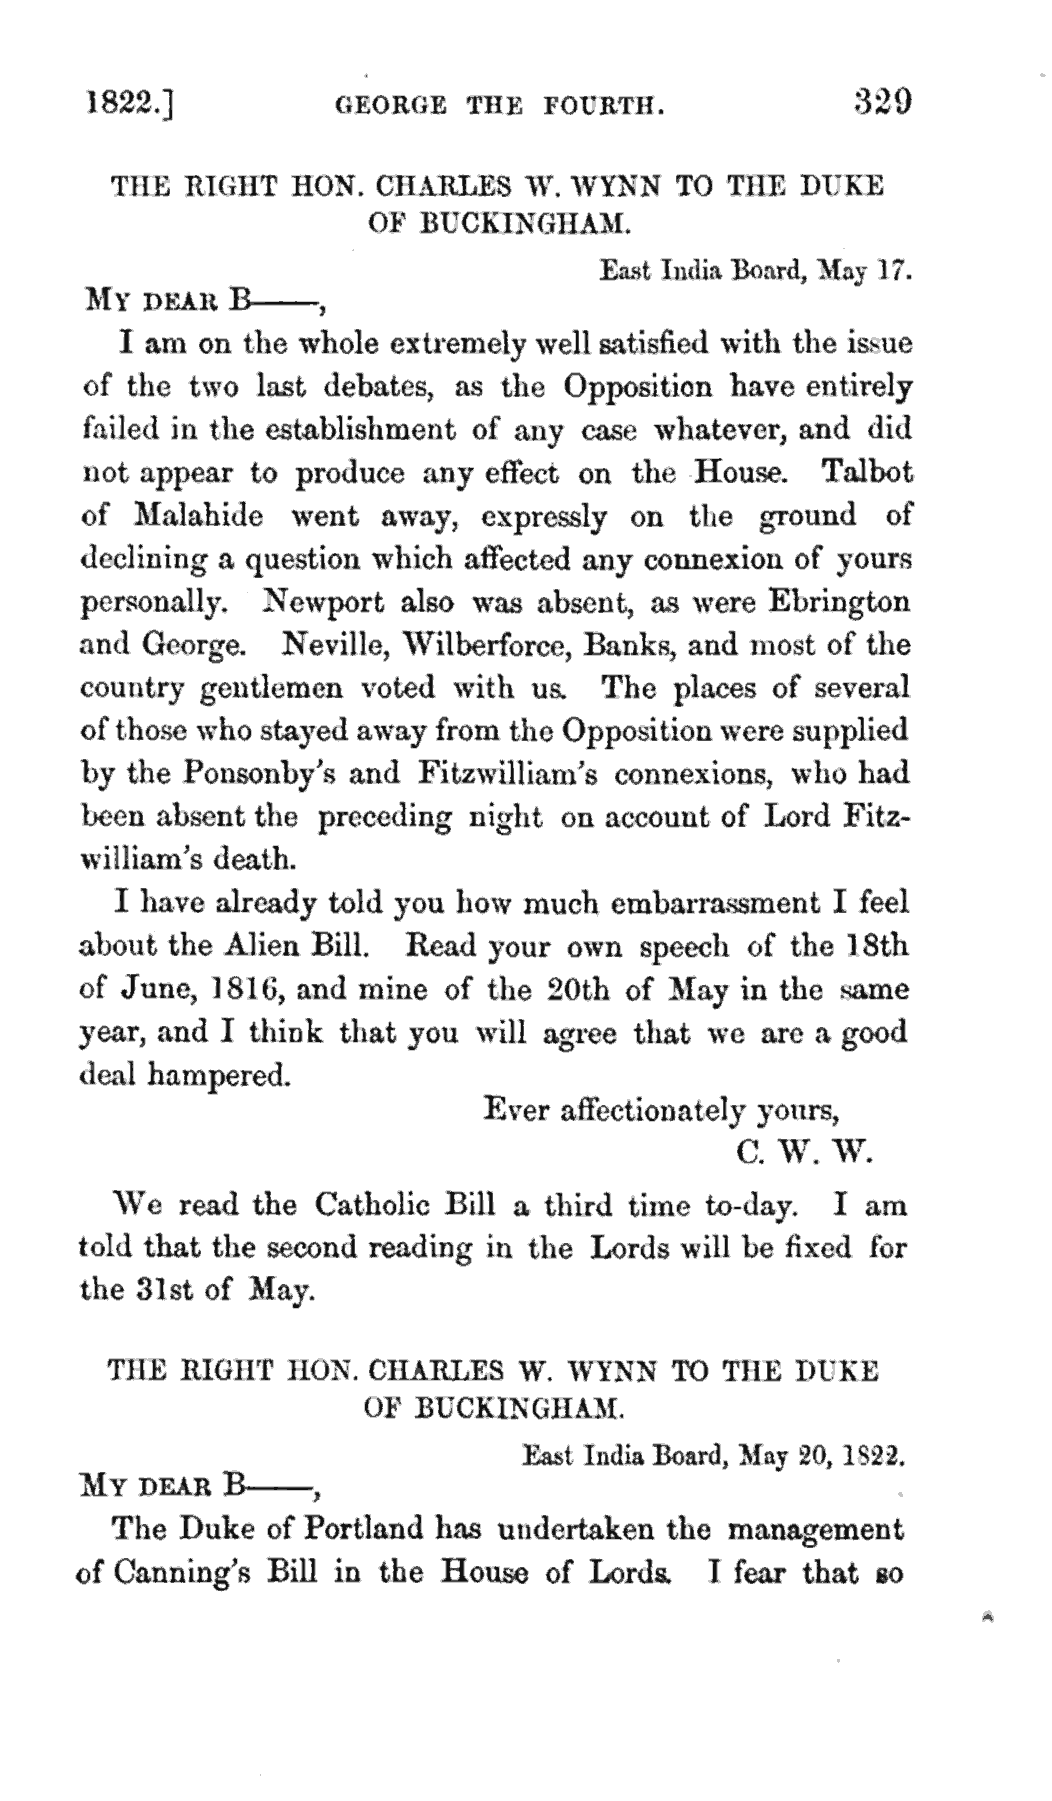 1822.] GEORGE THE FOURTH. 329
THE RIGHT HON. CHARLES W. WYNN TO THE DUKE
OF BUCKINGHAM.
East India Board, May 17.
MY DEAR B——,
I am on the whole extremely well satisfied with the issue
of the two last debates, as the Opposition have entirely
failed in the establishment of any case whatever, and did
not appear to produce any effect on the House. Talbot
of Malahide went away, expressly on the ground of
declining a question which affected any connexion of yours
personally. Newport also was absent, as were Ebrington
and George. Neville, Wilberforce, Banks, and most of the
country gentlemen voted with us. The places of several
of those who stayed away from the Opposition were supplied
by the Ponsonby's and Fitzwilliam's connexions, who had
been absent the preceding night on account of Lord Fitz-
william's death.
I have already told you how much embarrassment I feel
about the Alien Bill. Read your own speech of the 18th
of June, 1816, and mine of the 20th of May in the same
year, and I think that you will agree that we are a good
deal hampered.
Ever affectionately yours,
C. W. W.
We read the Catholic Bill a third time to-day. I am
told that the second reading in the Lords will be fixed for
the 31st of May.
THE RIGHT HON. CHARLES W. WYNN TO THE DUKE
OF BUCKINGHAM.
East India Board, May 20, 1822.
MY DEAR B——,
The Duke of Portland has undertaken the management
of Canning's Bill in the House of Lords. I fear that so